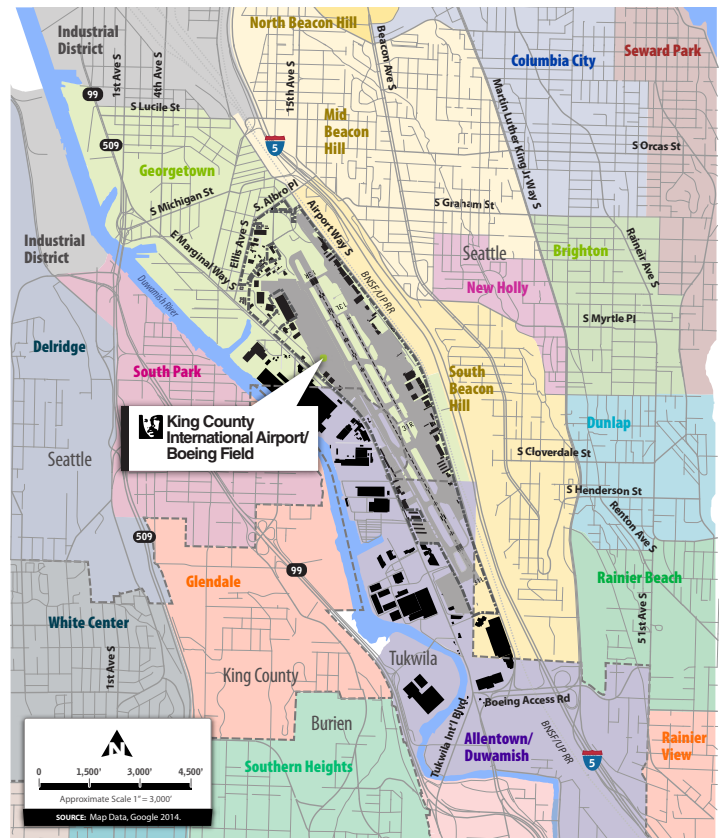 North Beacon Hill
Industrial
District
1st Ave S
4th Ave S
15th Ave S
Beacon Ave S
Columbia City
Seward Park
99
S Lucile St
Mid
Beacon
Hill
Martin Luther King Jr Way S
509
5
S Orcas St
Georgetown
S Michigan St
S. Albro Pl
Ellis Ave S
Airport Way S
S Graham St
E Marginal Way S
Industrial
District
Seattle
Brighton
Raineir Ave S
BNSF/UPRR
New Holly
Duwamish River
S Myrtle Pl
Delridge
South Park
South
Beacon
Hill
King County
International Airport/
Boeing Field
31R
Dunlap
Seattle
S Cloverdale St
S Henderson St
Renton Ave S
509
99
Glendale
Rainier Beach
White Center
51st Ave S
1st Ave S
King County
Tukwila
Burien
Boeing Access Rd
Tukwila Int'l Blvd.
Allentown/
Duwamish
BNSF/UP RR
5
Rainier
View
Southern Heights
N
0 1,500' 3,000' 4,500'
Approximate Scale 1" = 3,000'
SOURCE: Map Data, Google 2014.